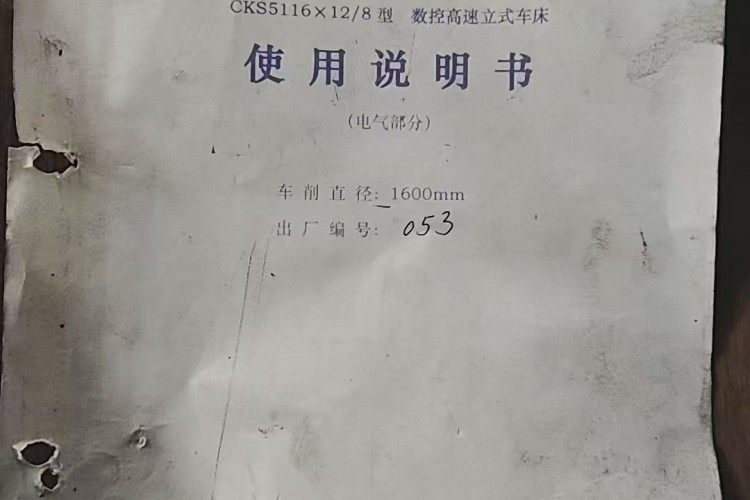 CKS5116×12/8型 数控高速立式车床
使用说明书
(电气部分)
车削直径: 1600mm
出厂编号: 053